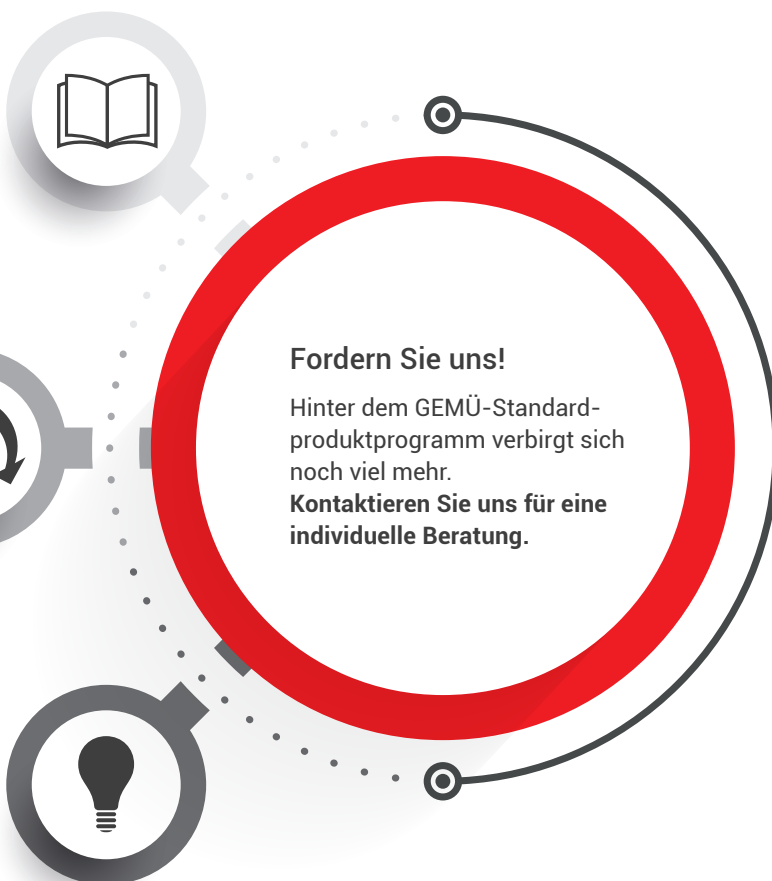 Fordern Sie uns!
Hinter dem GEMÜ-Standard-
produktprogramm verbirgt sich
noch viel mehr.
Kontaktieren Sie uns für eine
individuelle Beratung.